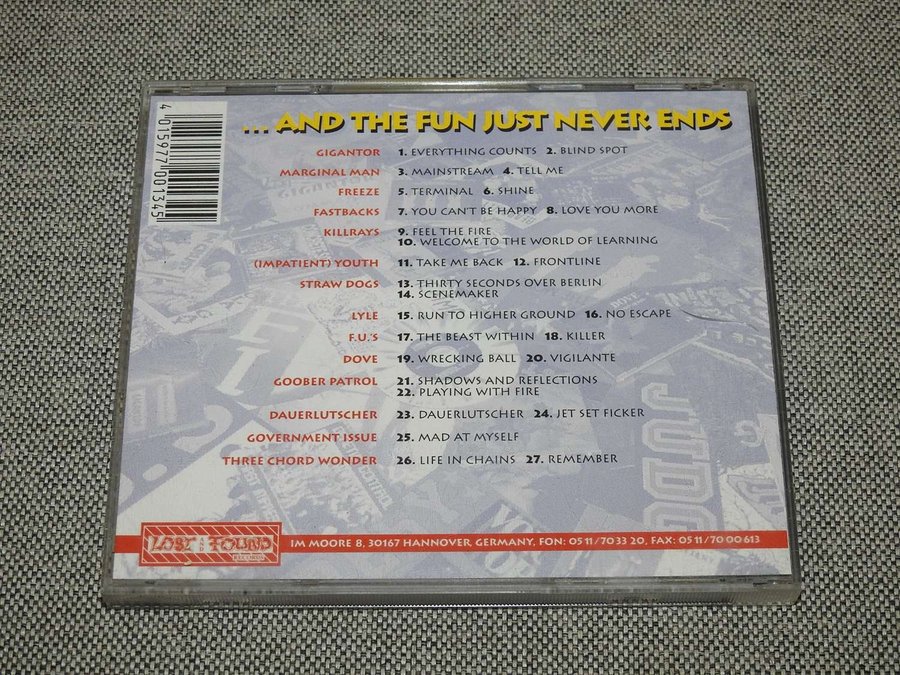 ... AND THE FUN JUST NEVER ENDS
4 015977 001345
GIGANTOR 1. EVERYTHING COUNTS 2. BLIND SPOT
MARGINAL MAN 3. MAINSTREAM 4. TELL ME
FREEZE 5. TERMINAL 6. SHINE
FASTBACKS 7. YOU CAN'T BE HAPPY 8. LOVE YOU MORE
KILLRAYS 9. FEEL THE FIRE
10. WELCOME TO THE WORLD OF LEARNING
(IMPATIENT) YOUTH 11. TAKE ME BACK 12. FRONTLINE
STRAW DOGS 13. THIRTY SECONDS OVER BERLIN
14. SCENEMAKER
LYLE 15. RUN TO HIGHER GROUND 16. NO ESCAPE
F.U.'S 17. THE BEAST WITHIN 18. KILLER
DOVE 19. WRECKING BALL 20. VIGILANTE
GOOBER PATROL 21. SHADOWS AND REFLECTIONS
22. PLAYING WITH FIRE
DAUERLUTSCHER 23. DAUERLUTSCHER 24. JET SET FICKER
GOVERNMENT ISSUE 25. MAD AT MYSELF
THREE CHORD WONDER 26. LIFE IN CHAINS 27. REMEMBER
JUDG
LOST AND FOUND RECORDS
IM MOORE 8, 30167 HANNOVER, GERMANY, FON: 05 11/70 33 20, FAX: 05 11/70 00 613